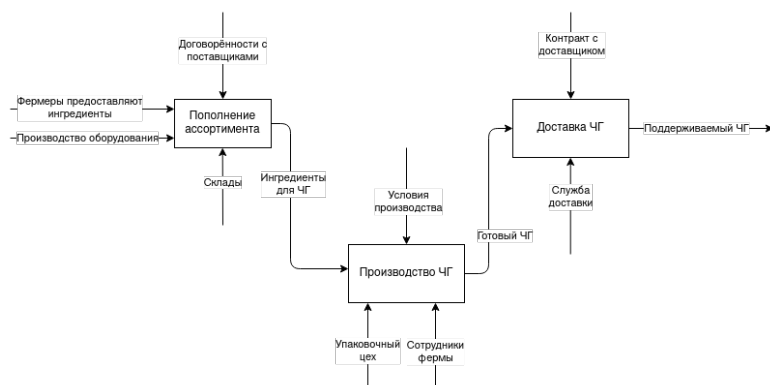 Договорённости с
поставщиками
Контракт с
доставщиком
Фермеры предоставляют
ингредиенты
Производство оборудования
Пополнение
ассортимента
Доставка ЧГ
Поддерживаемый ЧГ
Склады
Ингредиенты
для ЧГ
Условия
производства
Служба
доставки
Готовый ЧГ
Производство ЧГ
Упаковочный
цех
Сотрудники
фермы